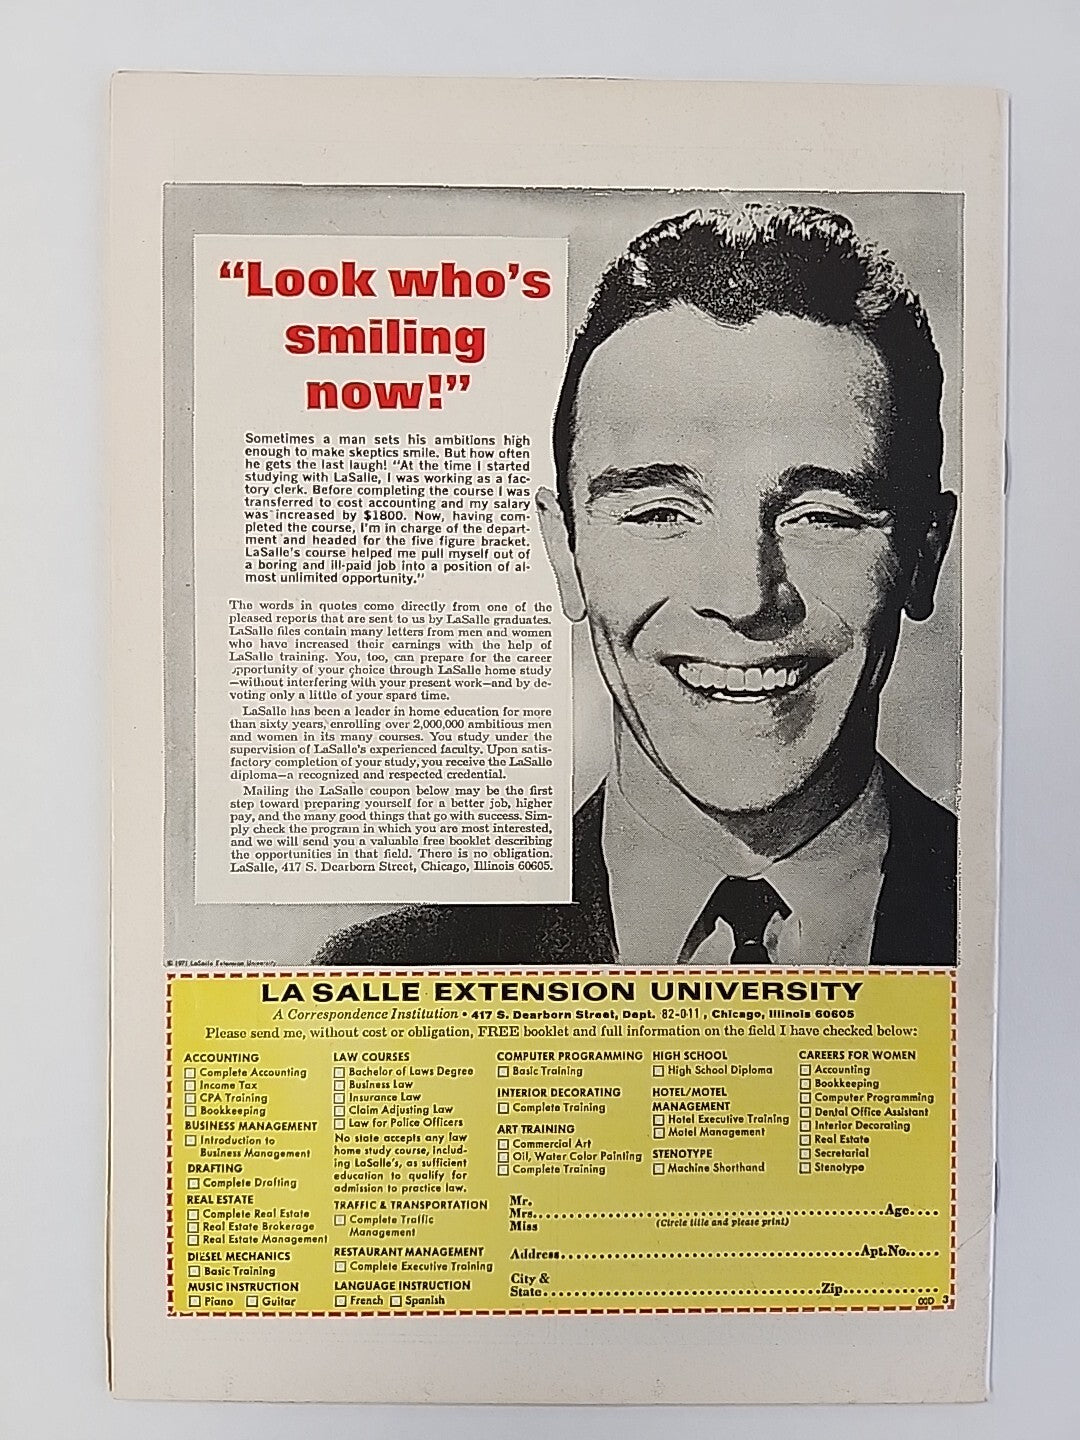 “Look who’s
smiling
now!”
Sometimes a man sets his ambitions high
enough to make skeptics smile. But how often
he gets the last laugh! “At the time I started
studying with LaSalle, I was working as a fac-
tory clerk. Before completing the course I was
transferred to cost accounting and my salary
was increased by $1800. Now, having com-
pleted the course, I’m in charge of the depart-
ment and headed for the five figure bracket.
LaSalle’s course helped me pull myself out of
a boring and ill-paid job into a position of al-
most unlimited opportunity.”
The words in quotes come directly from one of the
pleased reports that are sent to us by LaSalle graduates.
LaSalle files contain many letters from men and women
who have increased their earnings with the help of
LaSalle training. You, too, can prepare for the career
opportunity of your choice through LaSalle home study
—without interfering with your present work—and by de-
voting only a little of your spare time.
LaSalle has been a leader in home education for more
than sixty years, enrolling over 2,000,000 ambitious men
and women in its many courses. You study under the
supervision of LaSalle’s experienced faculty. Upon satis-
factory completion of your study, you receive the LaSalle
diploma—a recognized and respected credential.
Mailing the LaSalle coupon below may be the first
step toward preparing yourself for a better job, higher
pay, and the many good things that go with success. Sim-
ply check the program in which you are most interested,
and we will send you a valuable free booklet describing
the opportunities in that field. There is no obligation.
LaSalle, 417 S. Dearborn Street, Chicago, Illinois 60605.
© 1971 LaSalle Extension University
LA SALLE EXTENSION UNIVERSITY
A Correspondence Institution • 417 S. Dearborn Street, Dept. 82-011, Chicago, Illinois 60605
Please send me, without cost or obligation, FREE booklet and full information on the field I have checked below:
ACCOUNTING
Complete Accounting
Income Tax
CPA Training
Bookkeeping
BUSINESS MANAGEMENT
Introduction to
Business Management
DRAFTING
Complete Drafting
REAL ESTATE
Complete Real Estate
Real Estate Brokerage
Real Estate Management
DIESEL MECHANICS
Basic Training
MUSIC INSTRUCTION
Piano Guitar
LAW COURSES
Bachelor of Laws Degree
Business Law
Insurance Law
Claim Adjusting Law
Law for Police Officers
No state accepts any law
home study course, includ-
ing LaSalle’s, as sufficient
education to qualify for
admission to practice law.
TRAFFIC & TRANSPORTATION
Complete Traffic
Management
RESTAURANT MANAGEMENT
Complete Executive Training
LANGUAGE INSTRUCTION
French Spanish
COMPUTER PROGRAMMING
Basic Training
INTERIOR DECORATING
Complete Training
ART TRAINING
Commercial Art
Oil, Water Color Painting
Complete Training
HIGH SCHOOL
High School Diploma
HOTEL/MOTEL
MANAGEMENT
Hotel Executive Training
Motel Management
STENOTYPE
Machine Shorthand
CAREERS FOR WOMEN
Accounting
Bookkeeping
Computer Programming
Dental Office Assistant
Interior Decorating
Real Estate
Secretarial
Stenotype
Mr.
Mrs. Age
Miss (Circle title and please print)
Address Apt. No.
City &
State Zip
3